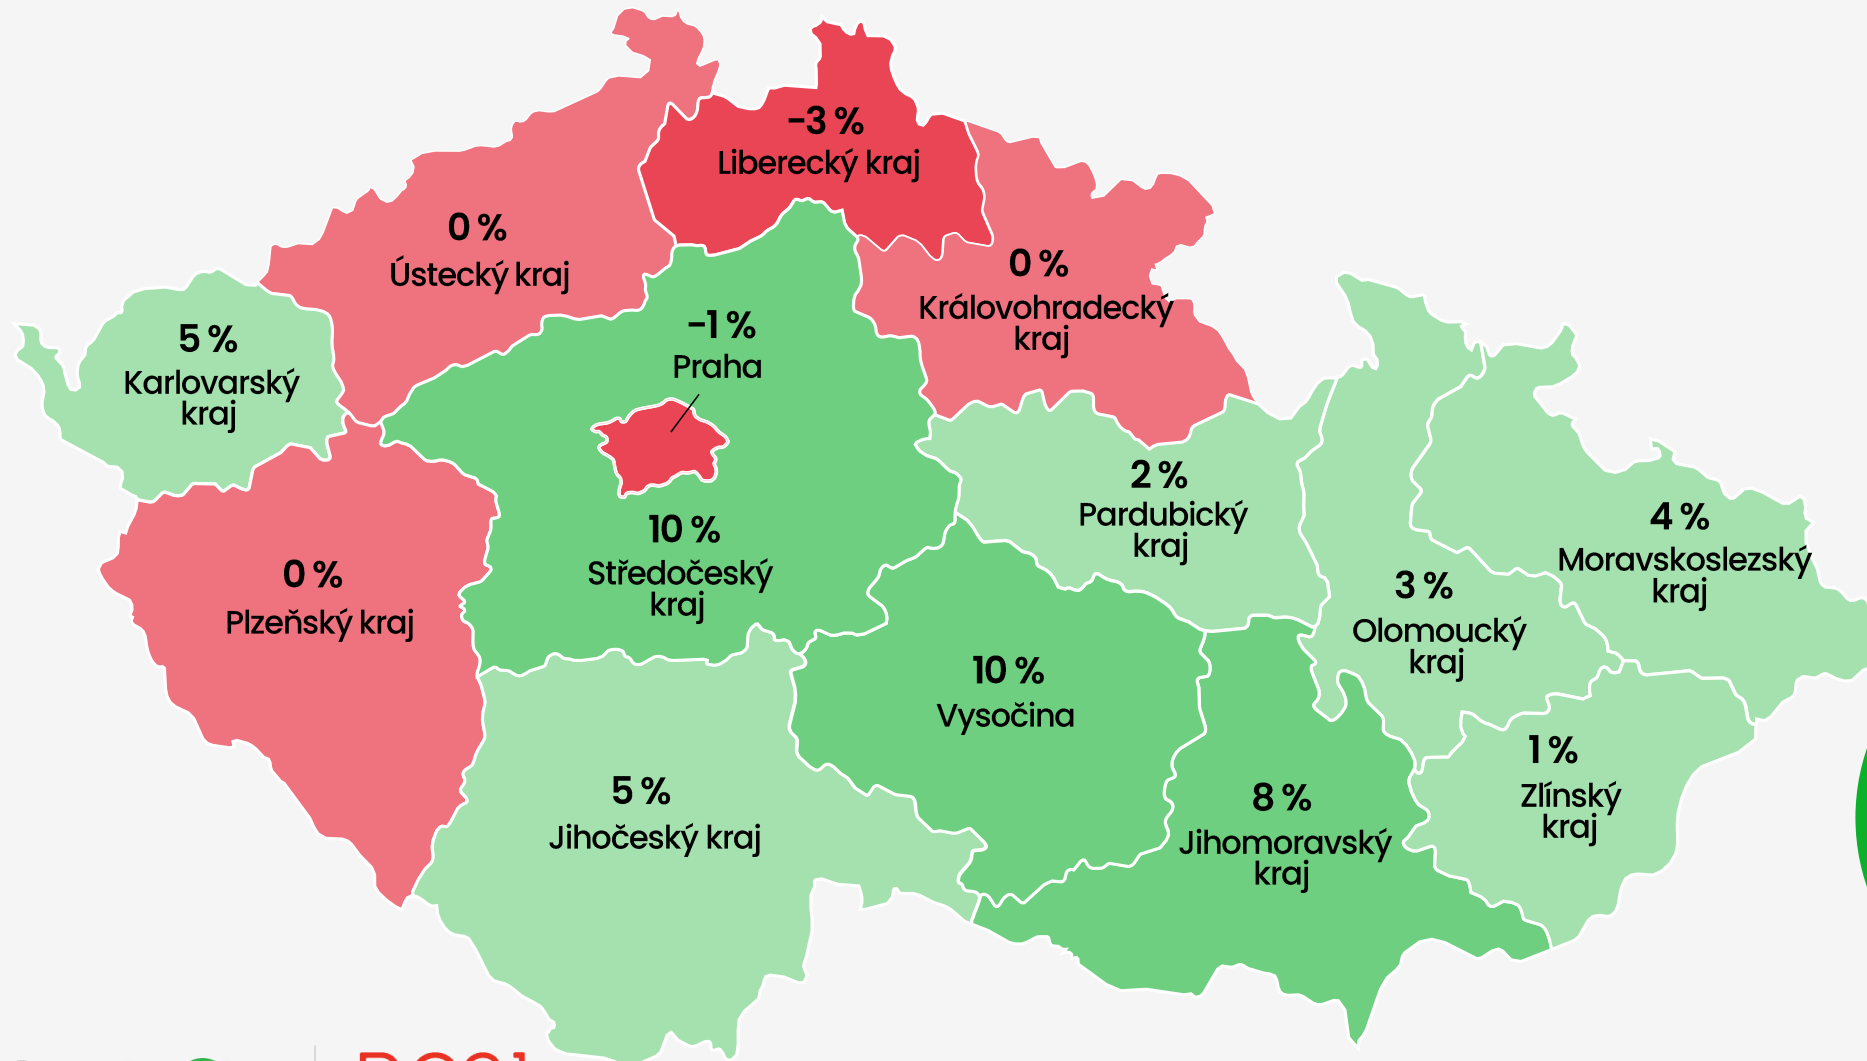 -3 %
Liberecký kraj
0 %
Ústecký kraj
0 %
Královohradecký
kraj
-1 %
Praha
5 %
Karlovarský
kraj
2 %
Pardubický
kraj
10 %
Středočeský
kraj
4 %
Moravskoslezský
kraj
0 %
Plzeňský kraj
3 %
Olomoucký
kraj
10 %
Vysočina
1 %
Zlínský
kraj
5 %
Jihočeský kraj
8 %
Jihomoravský
kraj